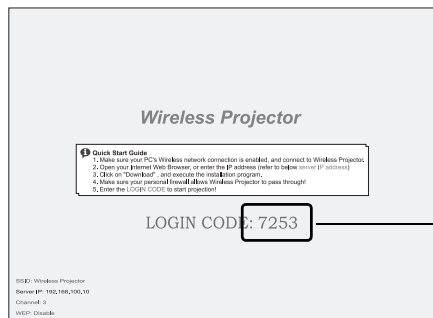 Wireless Projector
Quick Start Guide
1. Make sure your PC's Wireless network connection is enabled, and connect to Wireless Projector.
2. Open your Internet Web Browser, or enter the IP address (refer to below server IP address)
3. Click on "Download" , and execute the installation program.
4. Make sure your personal firewall allows Wireless Projector to pass through!
5. Enter the LOGIN CODE to start projection!
LOGIN CODE: 7253
SSID: Wireless Projector
Server IP: 192,168,100,10
Channel: 3
WEP: Disable